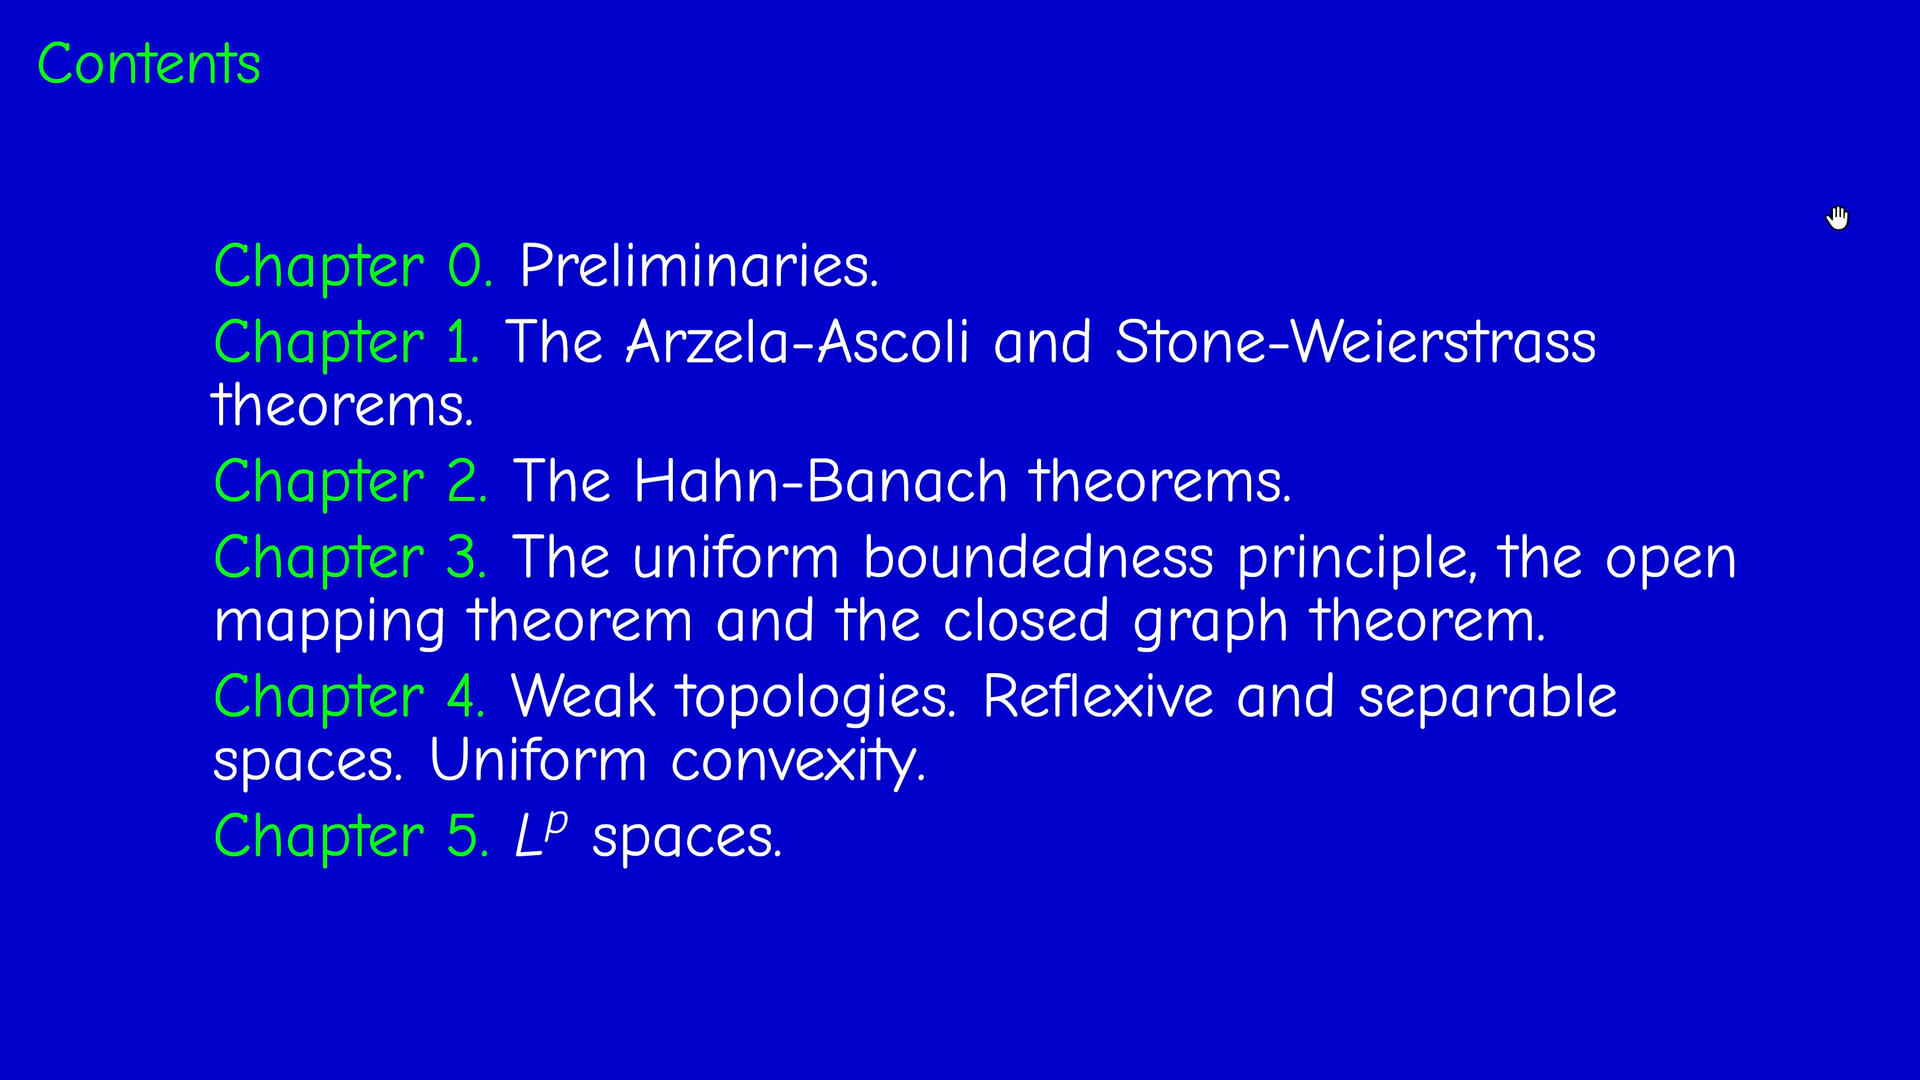 Contents
Chapter 0. Preliminaries.
Chapter 1. The Arzela-Ascoli and Stone-Weierstrass
theorems.
Chapter 2. The Hahn-Banach theorems.
Chapter 3. The uniform boundedness principle, the open
mapping theorem and the closed graph theorem.
Chapter 4. Weak topologies. Reflexive and separable
spaces. Uniform convexity.
Chapter 5. L^p spaces.